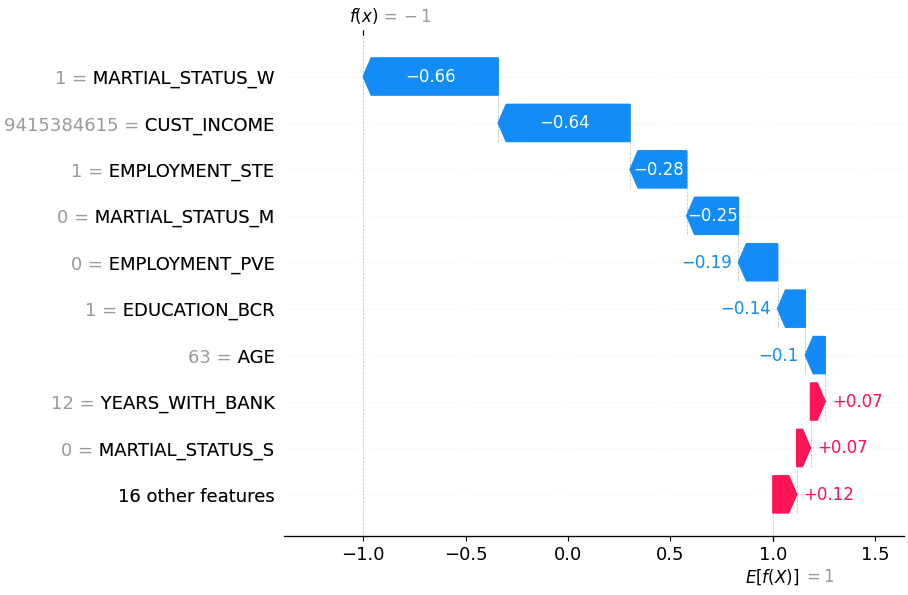 f(x) = −1
1 = MARTIAL_STATUS_W
−0.66
9415384615 = CUST_INCOME
−0.64
1 = EMPLOYMENT_STE
−0.28
0 = MARTIAL_STATUS_M
−0.25
0 = EMPLOYMENT_PVE
−0.19
1 = EDUCATION_BCR
−0.14
63 = AGE
−0.1
12 = YEARS_WITH_BANK
+0.07
0 = MARTIAL_STATUS_S
+0.07
16 other features
+0.12
−1.0 −0.5 0.0 0.5 1.0 1.5
E[f(X)] = 1